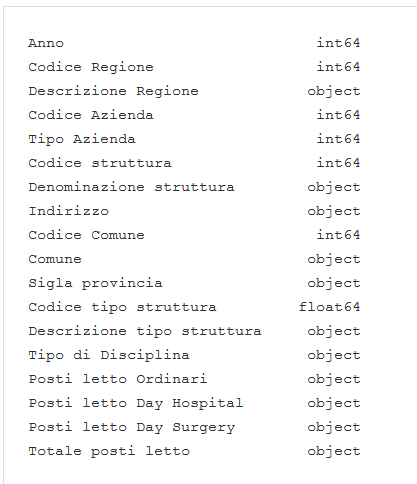 Anno int64
Codice Regione int64
Descrizione Regione object
Codice Azienda int64
Tipo Azienda int64
Codice struttura int64
Denominazione struttura object
Indirizzo object
Codice Comune int64
Comune object
Sigla provincia object
Codice tipo struttura float64
Descrizione tipo struttura object
Tipo di Disciplina object
Posti letto Ordinari object
Posti letto Day Hospital object
Posti letto Day Surgery object
Totale posti letto object